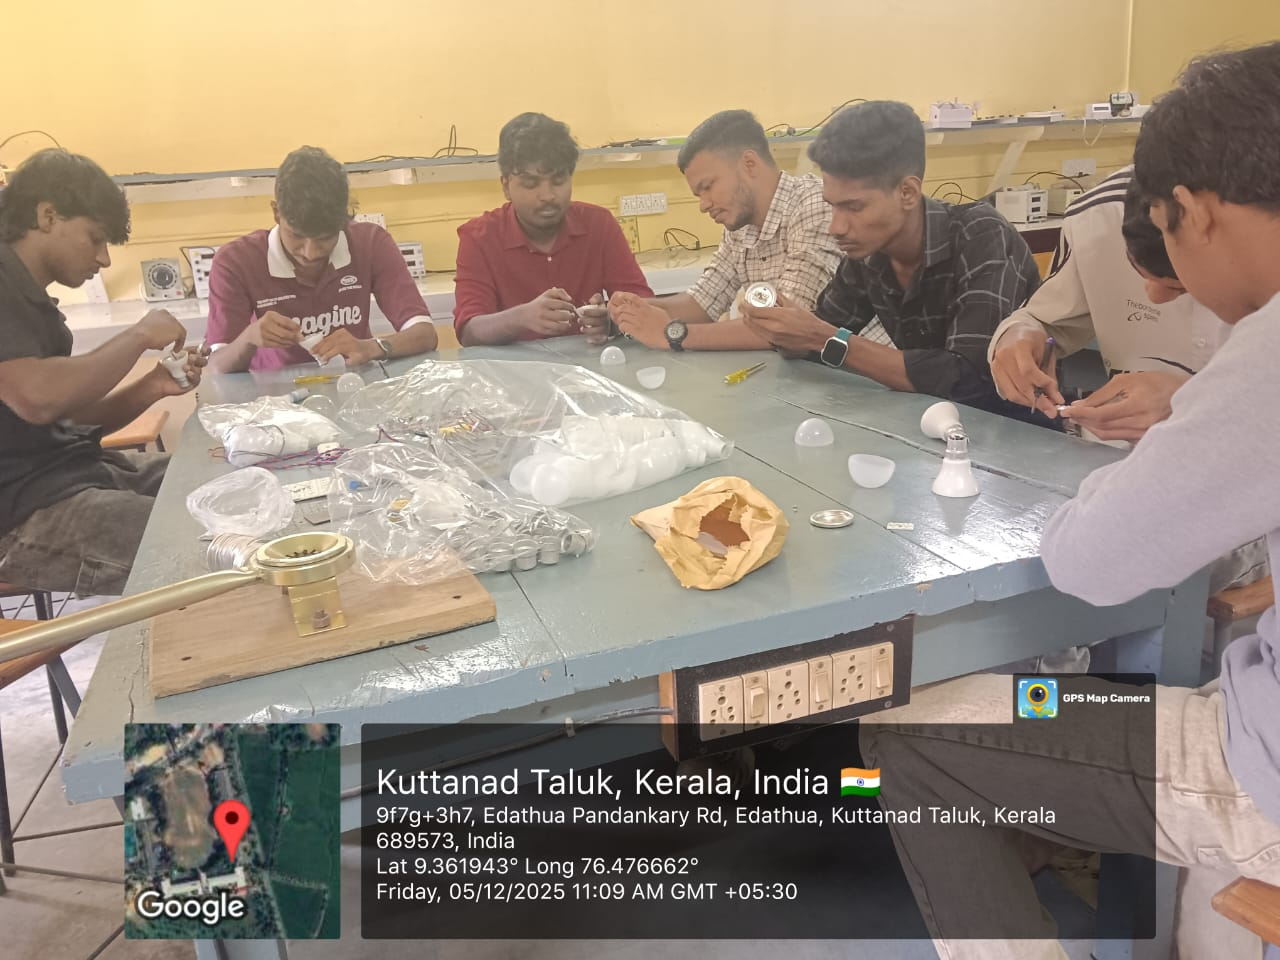 agine
GPS Map Camera
Kuttanad Taluk, Kerala, India
9f7g+3h7, Edathua Pandankary Rd, Edathua, Kuttanad Taluk, Kerala
689573, India
Lat 9.361943° Long 76.476662°
Friday, 05/12/2025 11:09 AM GMT +05:30
Google